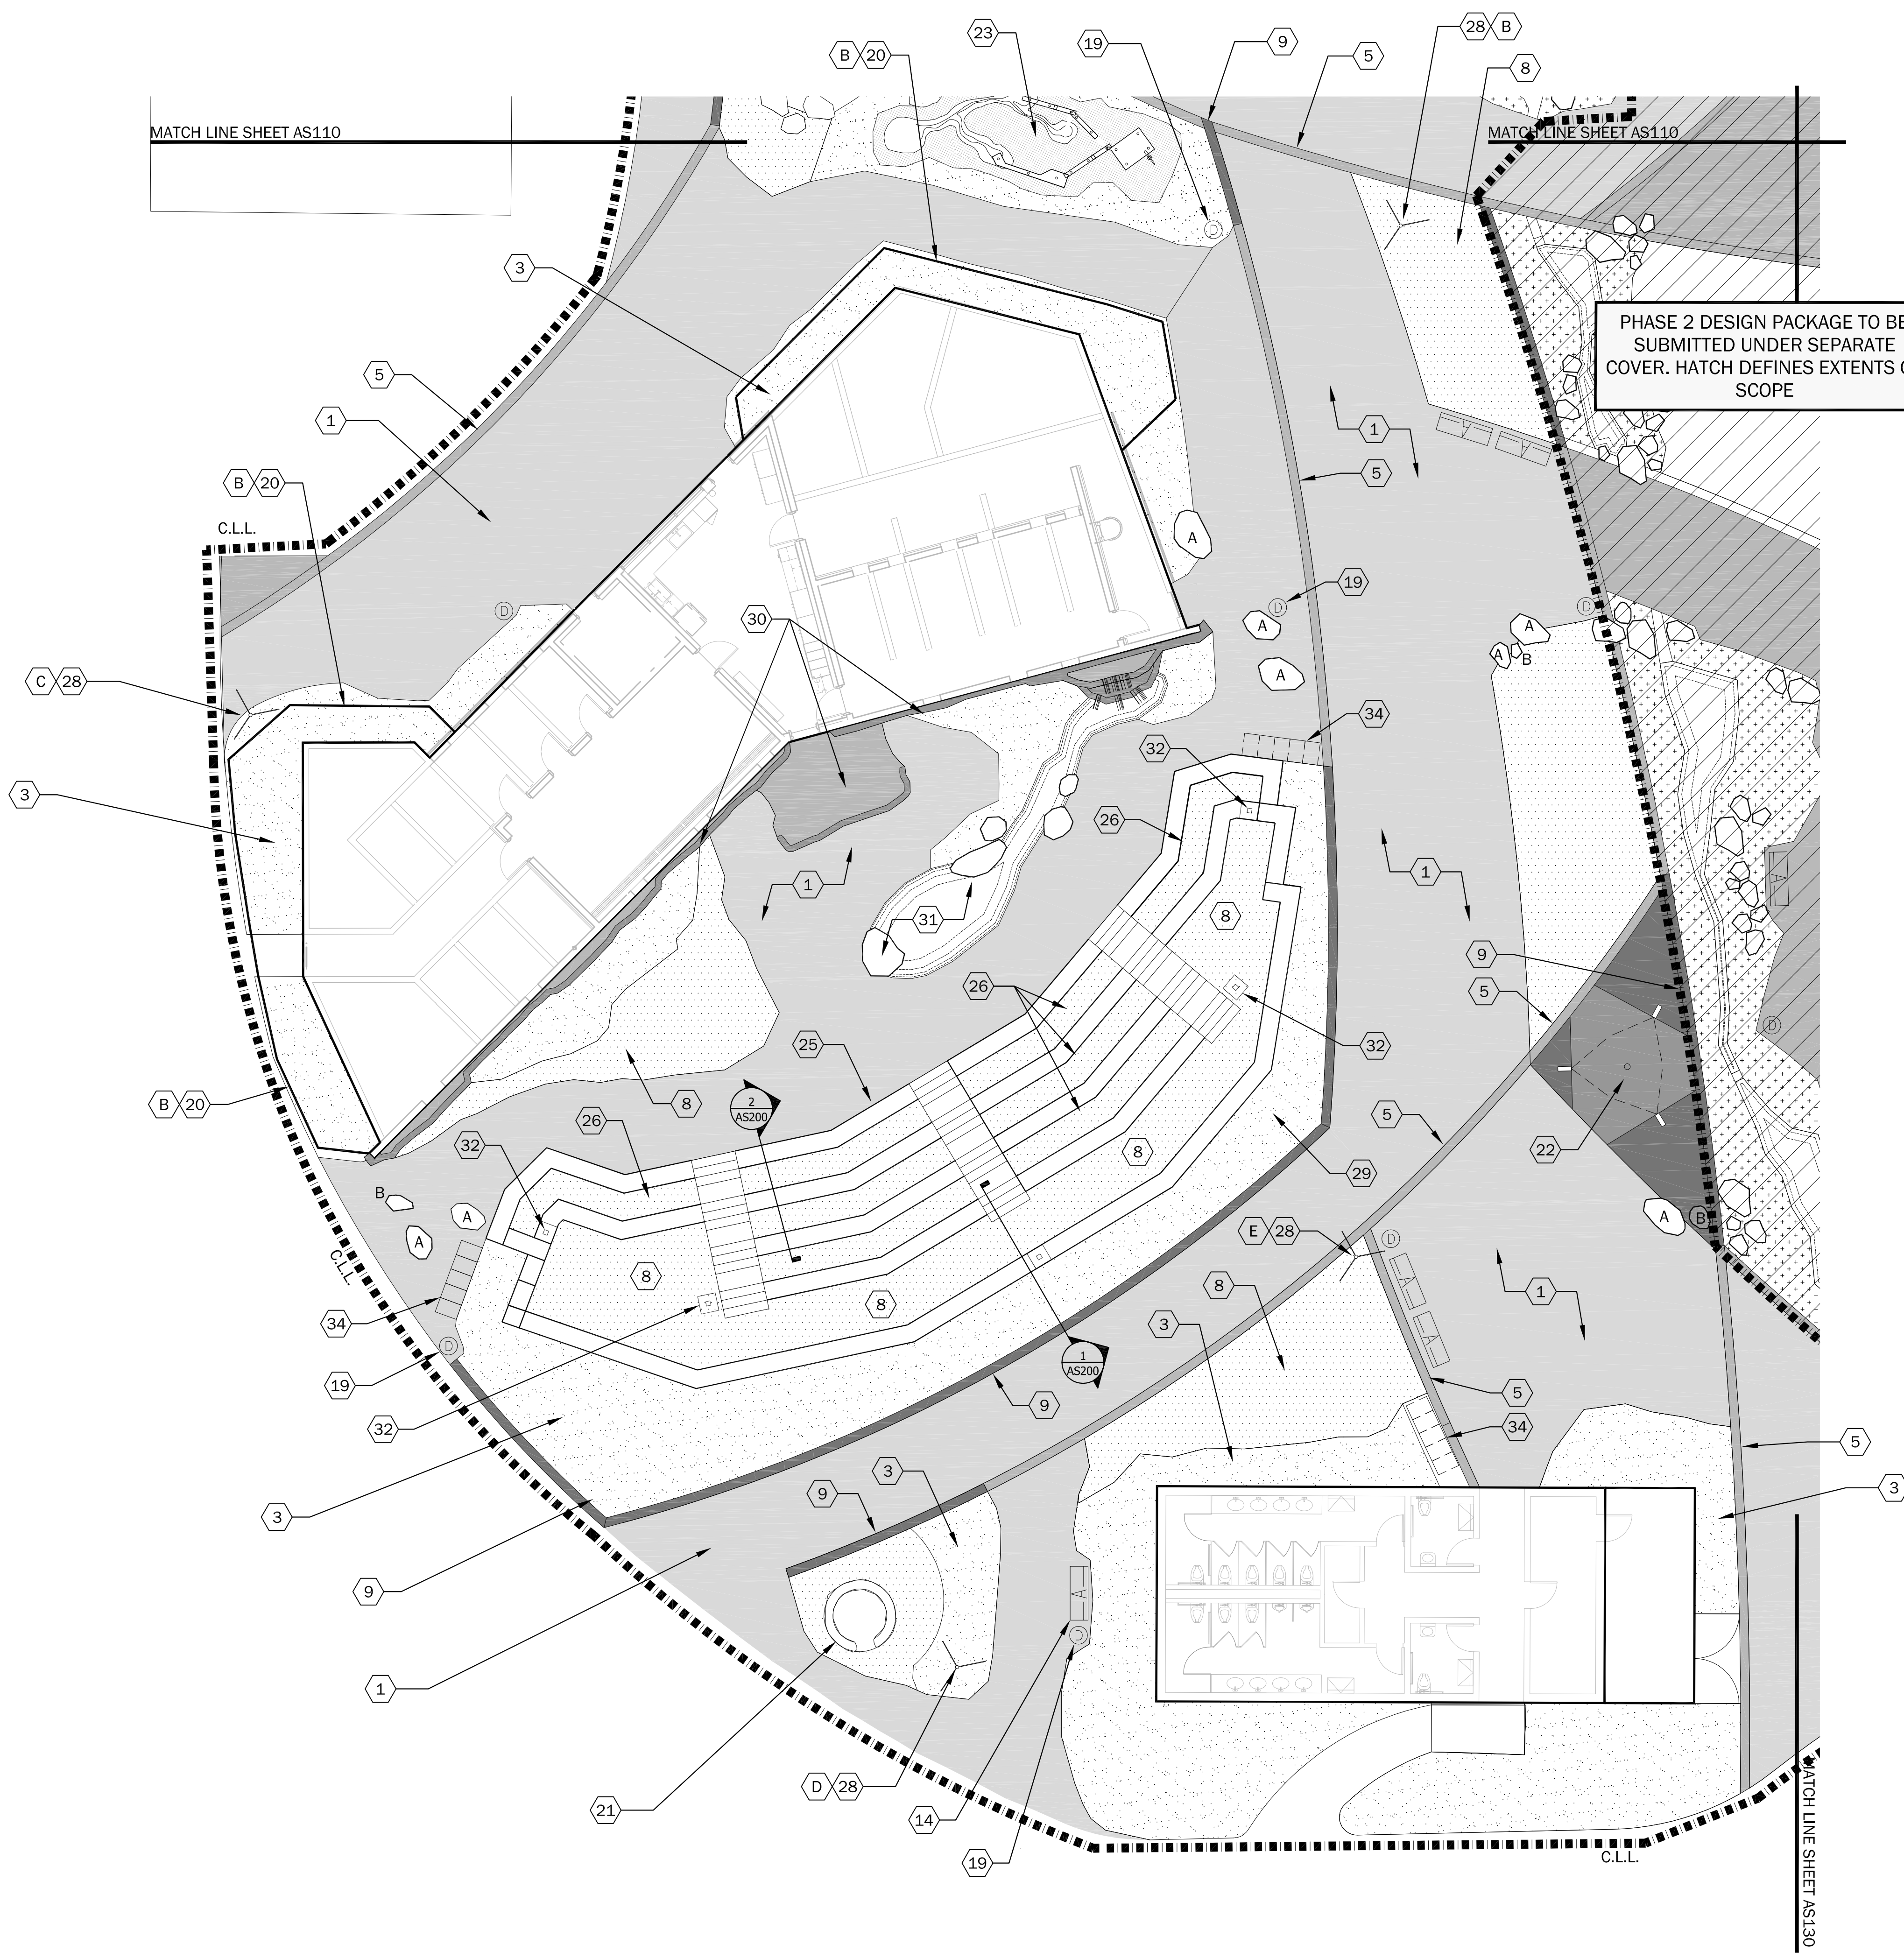 28 B
23
19
9
B 20
5
8
MATCH LINE SHEET AS110
MATCH LINE SHEET AS110
D
3
PHASE 2 DESIGN PACKAGE TO BE
SUBMITTED UNDER SEPARATE
COVER. HATCH DEFINES EXTENTS
SCOPE
5
1
1
A
A
5
B 20
C.L.L.
A
19
D
D
D
30
A
A
A
B
C 28
A
34
32
3
26
A
1
1
8
31
9
26
5
D
25
32
2
AS200
8
B 20
5
26
8
32
22
29
B
A
A
A
B
E 28
D
C.L.L.
8
8
8
A
1
3
34
A
D
1
AS200
19
5
9
32
34
5
3
9
3
3
9
A
D
1
D 28
21
14
19
C.L.L.
MATCH LINE SHEET AS130